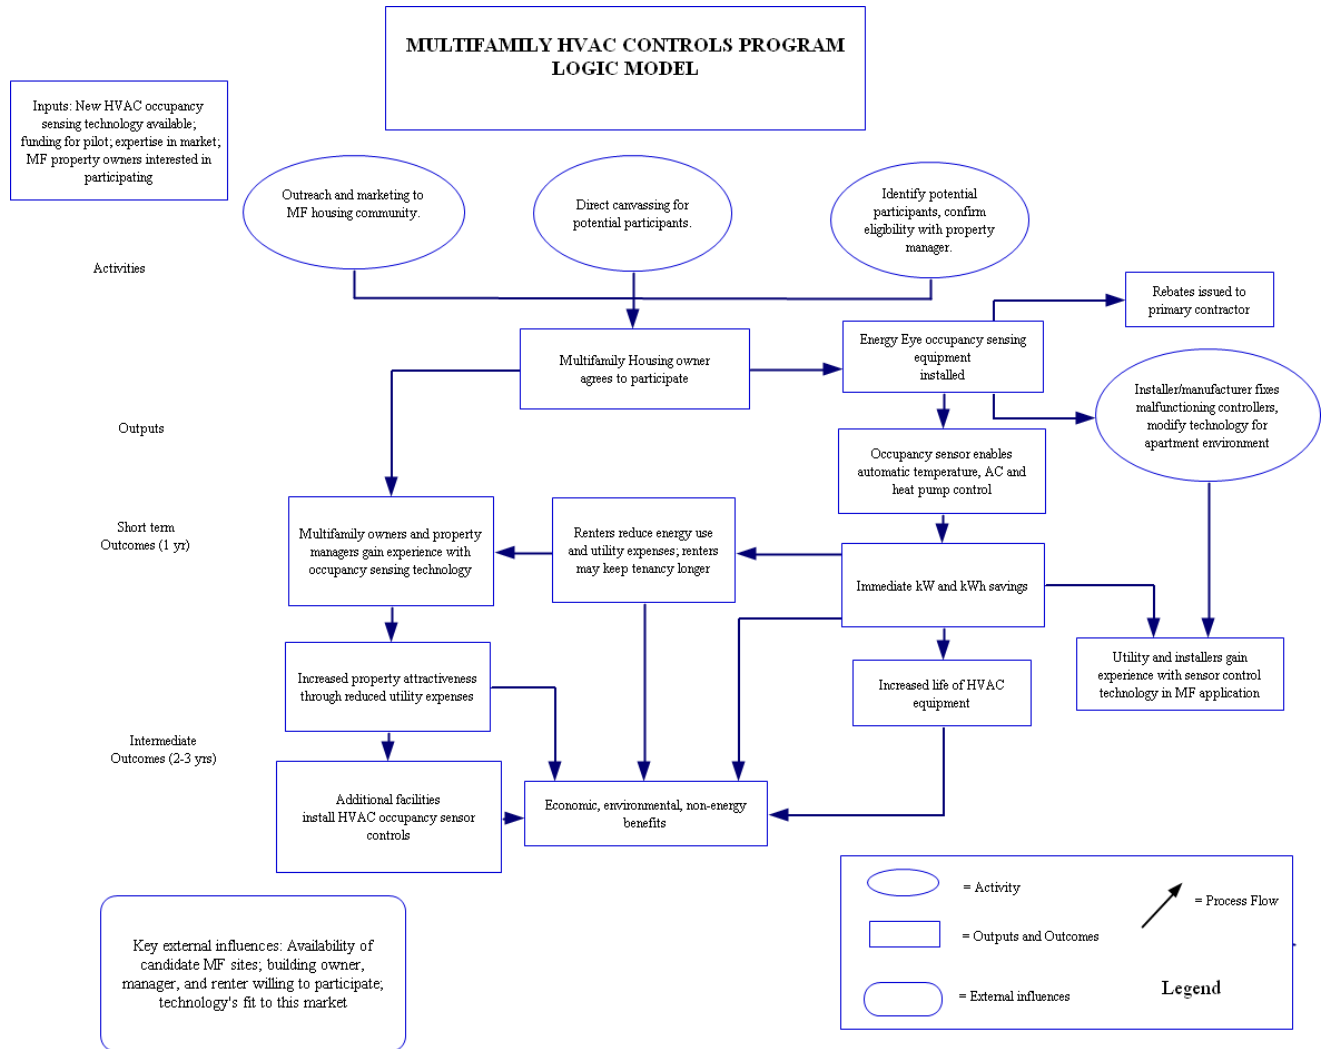 MULTIFAMILY HVAC CONTROLS PROGRAM
LOGIC MODEL
Inputs: New HVAC occupancy
sensing technology available;
funding for pilot; expertise in market;
MF property owners interested in
participating
Outreach and marketing to
MF housing community.
Direct canvassing for
potential participants.
Identify potential
participants, confirm
eligibility with property
manager.
Activities
Rebates issued to
primary contractor
Multifamily Housing owner
agrees to participate
Energy Eye occupancy sensing
equipment
installed
Installer/manufacturer fixes
malfunctioning controllers,
modify technology for
apartment environment
Outputs
Occupancy sensor enables
automatic temperature, AC and
heat pump control
Short term
Outcomes (1 yr)
Multifamily owners and property
managers gain experience with
occupancy sensing technology
Renters reduce energy use
and utility expenses; renters
may keep tenancy longer
Immediate kW and kWh savings
Increased property attractiveness
through reduced utility expenses
Increased life of HVAC
equipment
Utility and installers gain
experience with sensor control
technology in MF application
Intermediate
Outcomes (2-3 yrs)
Additional facilities
install HVAC occupancy sensor
controls
Economic, environmental, non-energy
benefits
Key external influences: Availability of
candidate MF sites; building owner,
manager, and renter willing to participate;
technology's fit to this market
= Activity
= Process Flow
= Outputs and Outcomes
= External influences
Legend